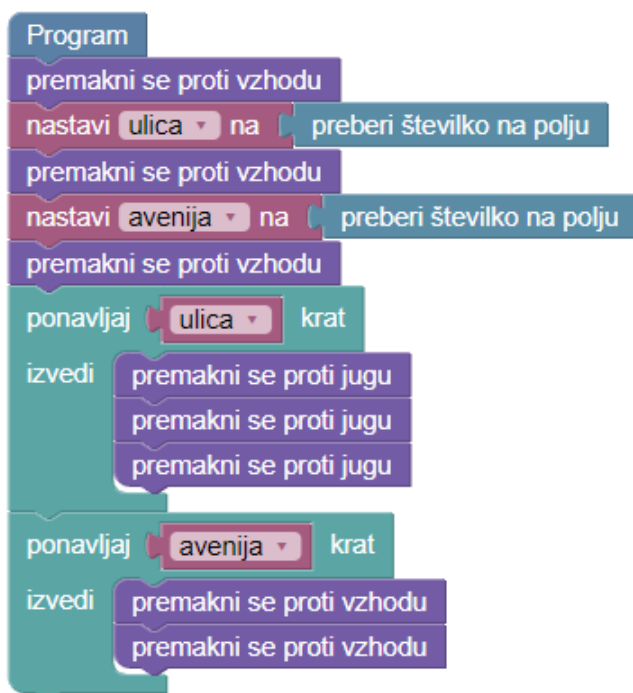 Program
premakni se proti vzhodu
nastavi ulica na preberi številko na polju
premakni se proti vzhodu
nastavi avenija na preberi številko na polju
premakni se proti vzhodu
ponavljaj ulica krat
izvedi premakni se proti jugu
premakni se proti jugu
premakni se proti jugu
ponavljaj avenija krat
izvedi premakni se proti vzhodu
premakni se proti vzhodu